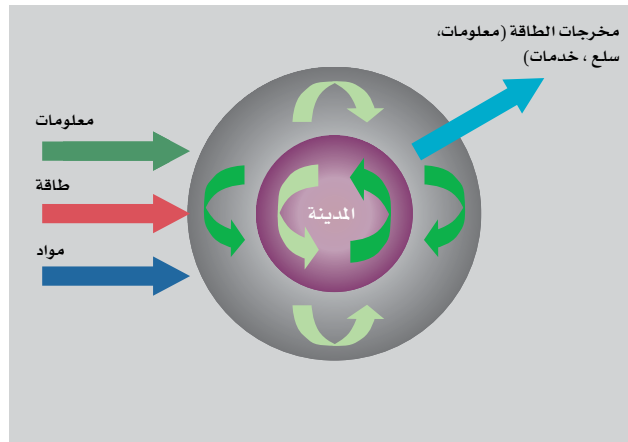 مخرجات الطاقة (معلومات،
سلع ، خدمات)
معلومات
طاقة
المدينة
مواد